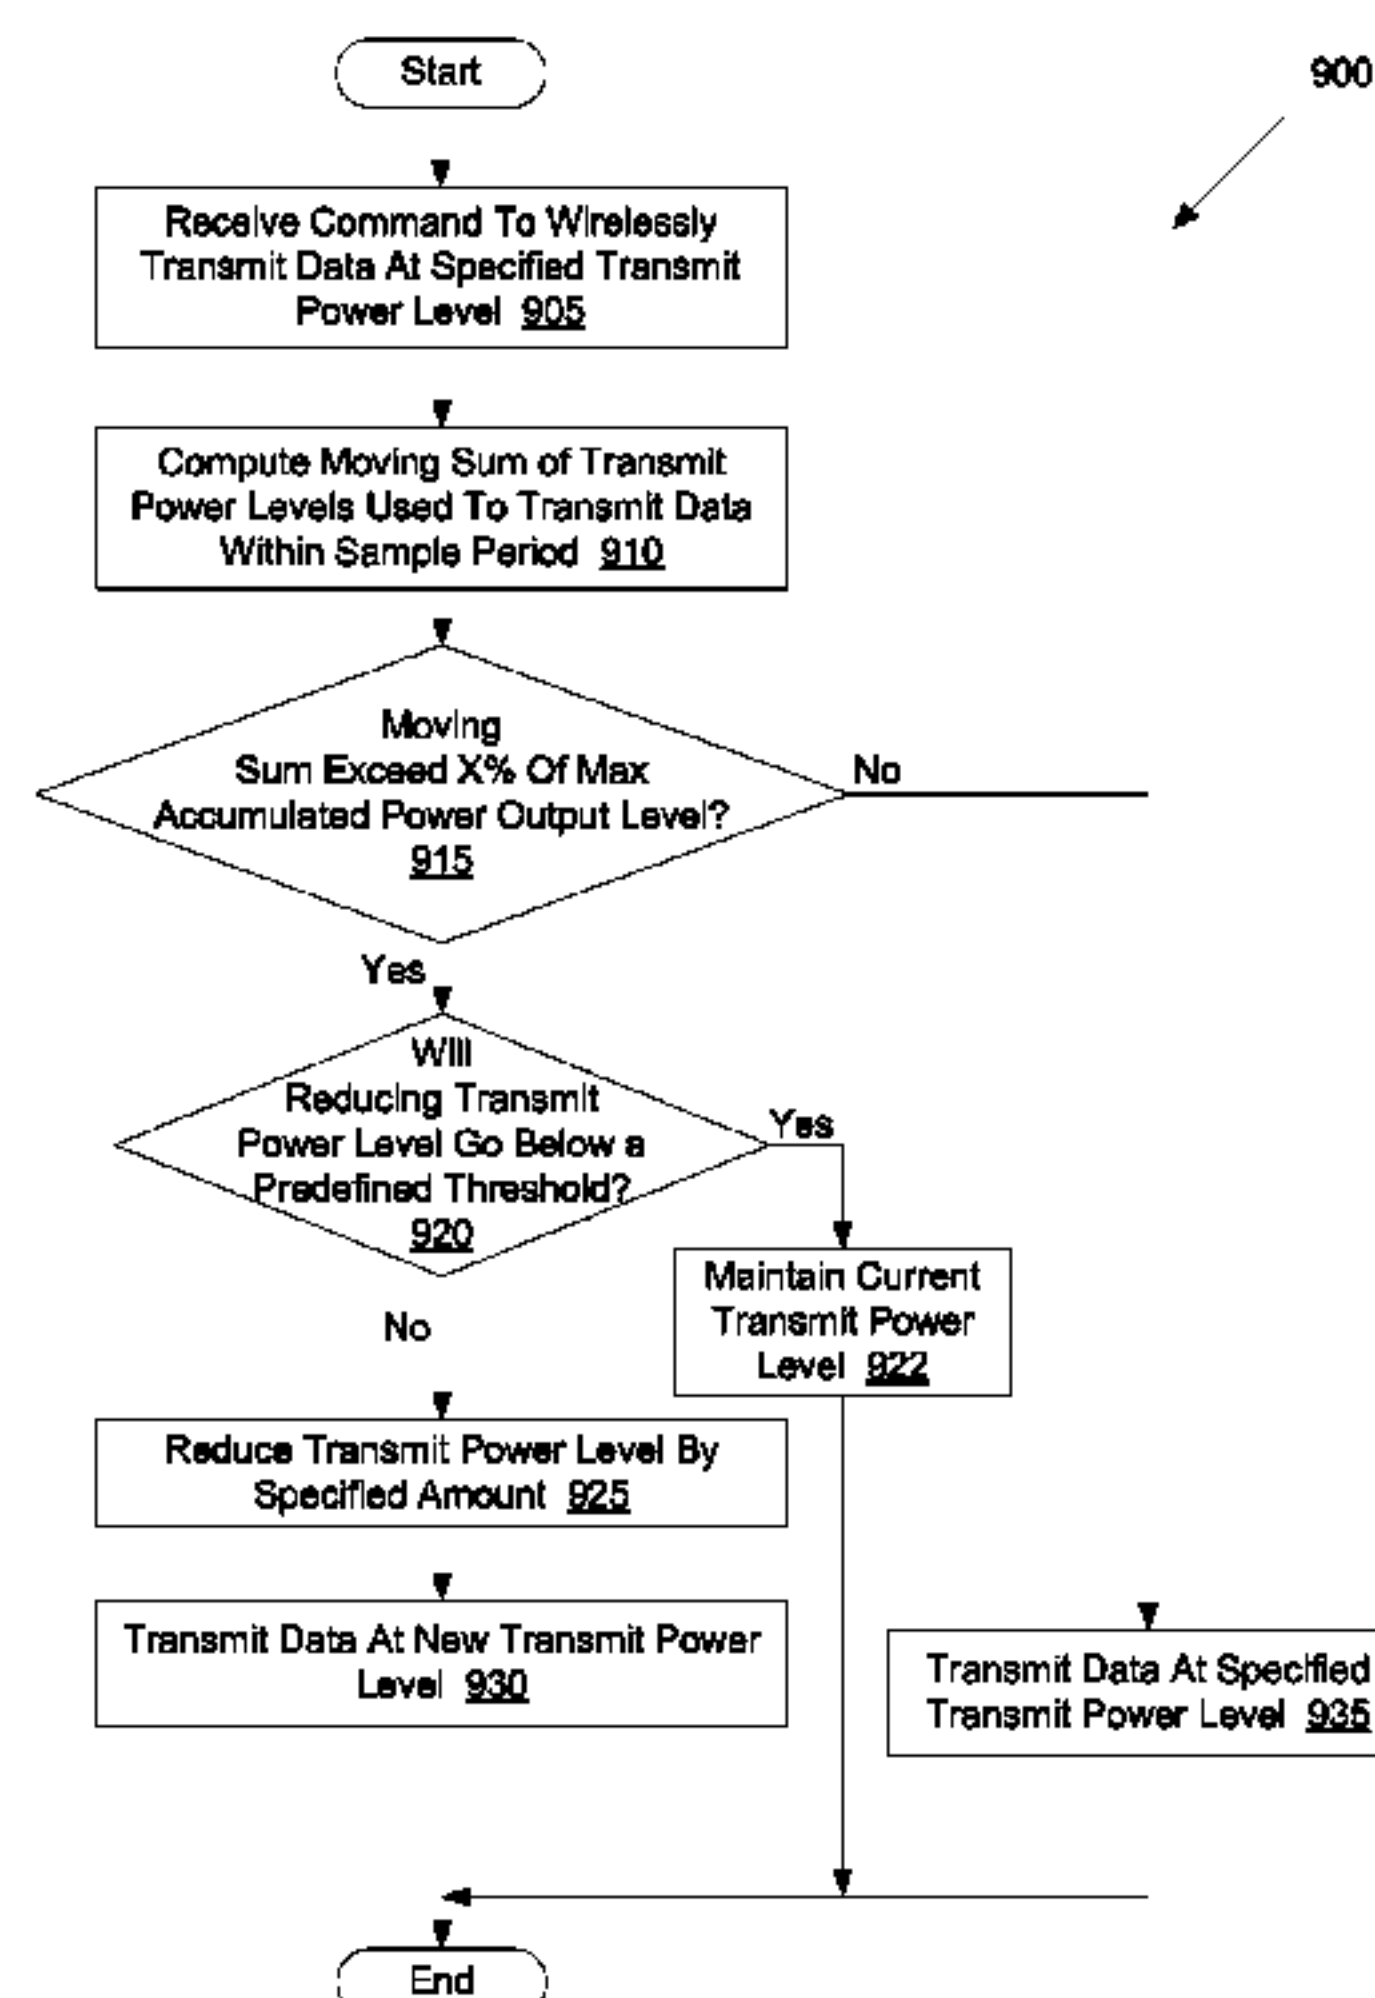 Start
900
Receive Command To Wirelessly
Transmit Data At Specified Transmit
Power Level 905
Compute Moving Sum of Transmit
Power Levels Used To Transmit Data
Within Sample Period 910
Moving
Sum Exceed X% Of Max
Accumulated Power Output Level?
915
No
Yes
Will
Reducing Transmit
Power Level Go Below a
Predefined Threshold?
920
Yes
No
Maintain Current
Transmit Power
Level 922
Reduce Transmit Power Level By
Specified Amount 925
Transmit Data At New Transmit Power
Level 930
Transmit Data At Specified
Transmit Power Level 935
End